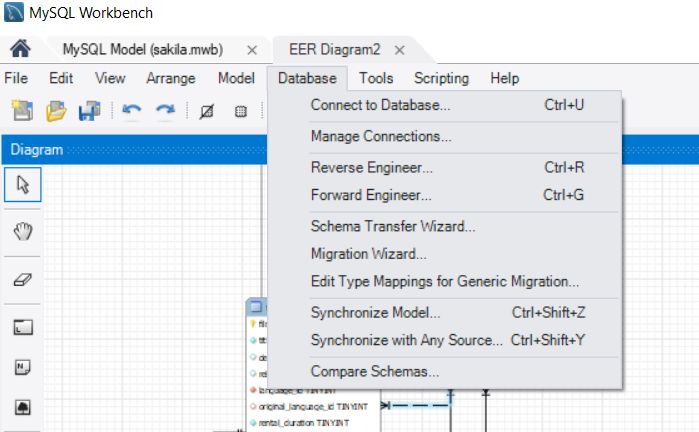 MySQL Workbench
MySQL Model (sakila.mwb) × EER Diagram2 ×
File Edit View Arrange Model Database Tools Scripting Help
Connect to Database... Ctrl+U
Manage Connections...
Diagram
Reverse Engineer... Ctrl+R
Forward Engineer... Ctrl+G
Schema Transfer Wizard...
Migration Wizard...
Edit Type Mappings for Generic Migration...
Synchronize Model... Ctrl+Shift+Z
Synchronize with Any Source... Ctrl+Shift+Y
Compare Schemas...
language_id TINYINT
original_language_id TINYINT
rental_duration TINYINT